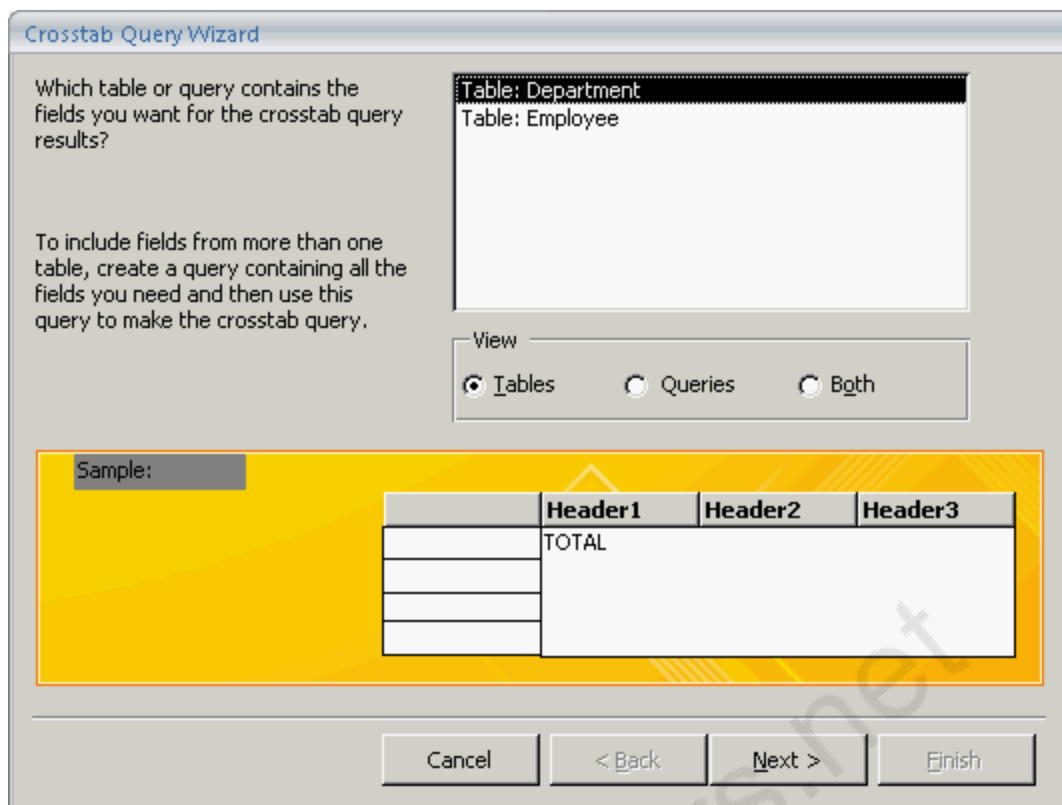 Crosstab Query Wizard
Which table or query contains the
fields you want for the crosstab query
results?
To include fields from more than one
table, create a query containing all the
fields you need and then use this
query to make the crosstab query.
Table: Department
Table: Employee
View
Tables
Queries
Both
Sample:
Header1 Header2 Header3
TOTAL
Cancel
< Back
Next >
Finish